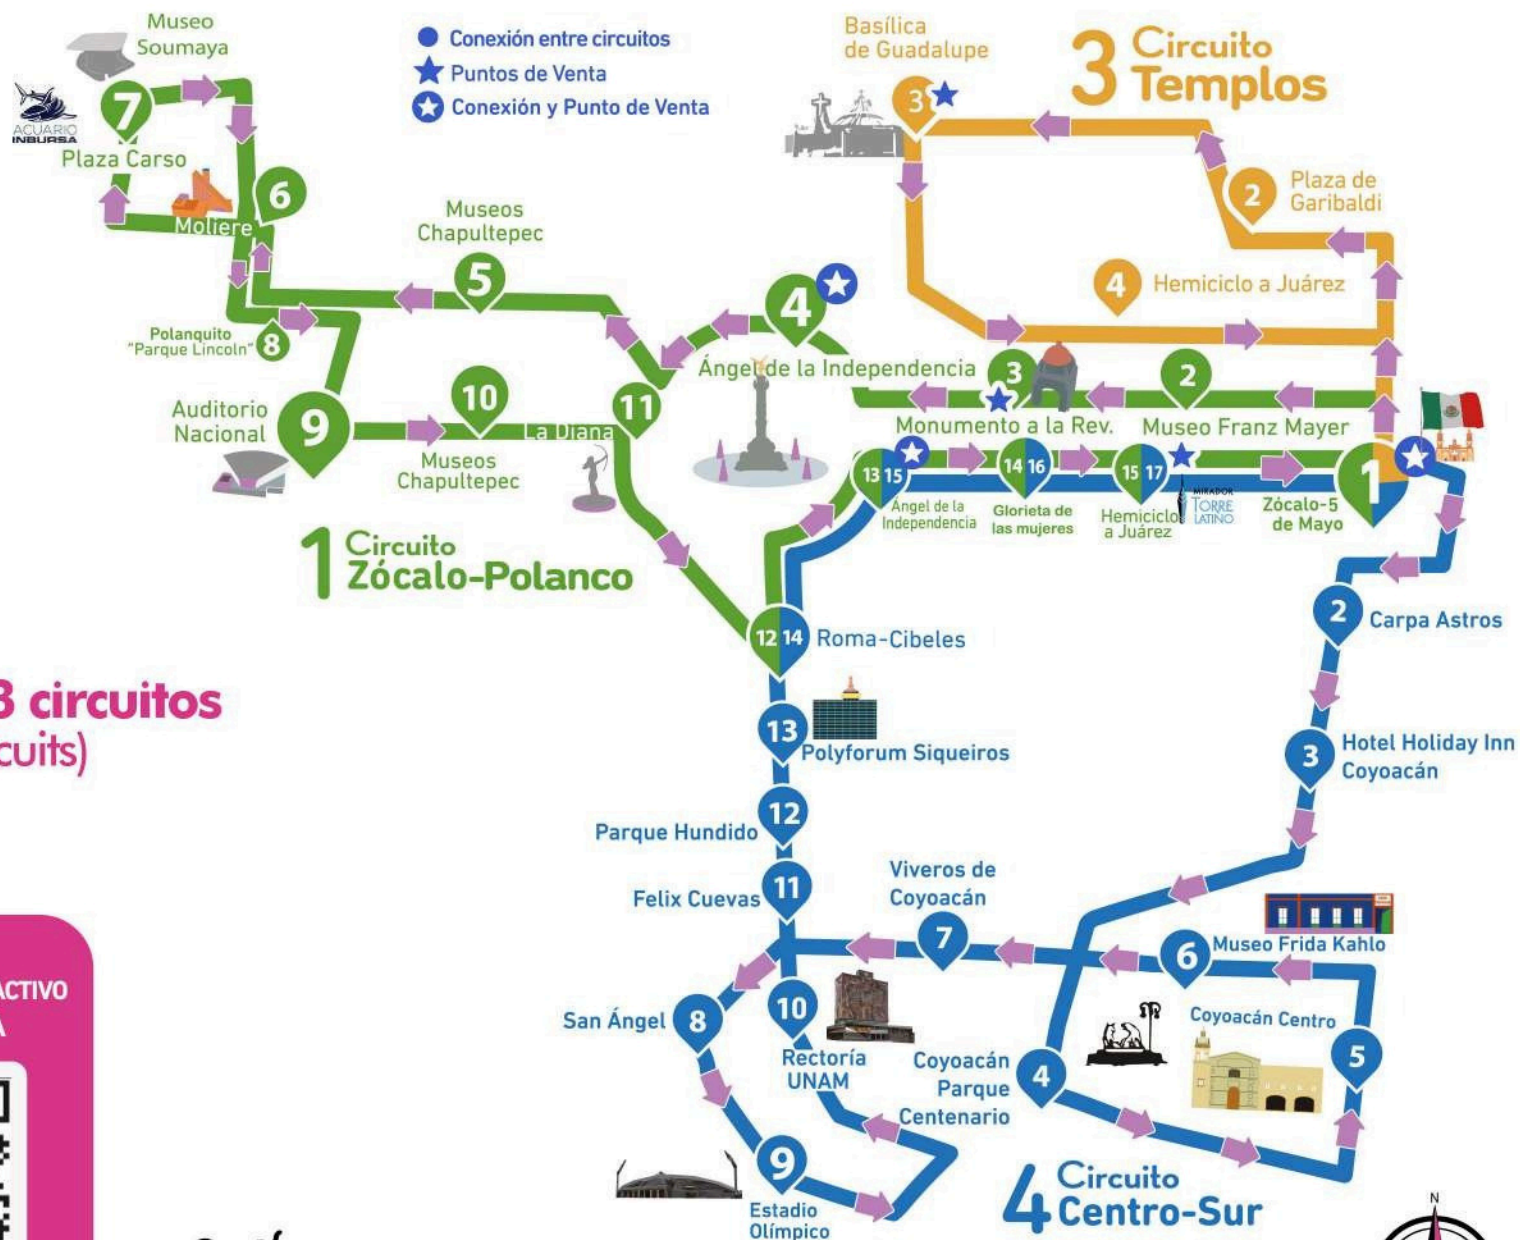 Museo
Soumaya
7
ACUARIO
INBURSA
Plaza Carso
6
Moliere
Conexión entre circuitos
Puntos de Venta
Conexión y Punto de Venta
Basílica
de Guadalupe
3
3 Circuito
Templos
2
Plaza de
Garibaldi
4
Hemiciclo a Juárez
Museos
Chapultepec
5
4
Ángel de la Independencia
Polanquito
"Parque Lincoln"
8
3
Monumento a la Rev.
2
Museo Franz Mayer
Auditorio
Nacional
9
10
Museos
Chapultepec
La Diana
11
13 15
Ángel de la
Independencia
14 16
Glorieta de
las mujeres
15 17
Hemiciclo
a Juárez
MIRADOR
TORRE
LATINO
Zócalo-5
de Mayo
1
1 Circuito
Zócalo-Polanco
12 14
Roma-Cibeles
2
Carpa Astros
3 circuitos
cuits)
13
Polyforum Siqueiros
3
Hotel Holiday Inn
Coyoacán
12
Parque Hundido
11
Felix Cuevas
Viveros de
Coyoacán
7
6
Museo Frida Kahlo
ACTIVO
A
San Ángel
8
10
Rectoría
UNAM
Coyoacán
Parque
Centenario
4
Coyoacán Centro
5
9
Estadio
Olímpico
4 Circuito
Centro-Sur
N